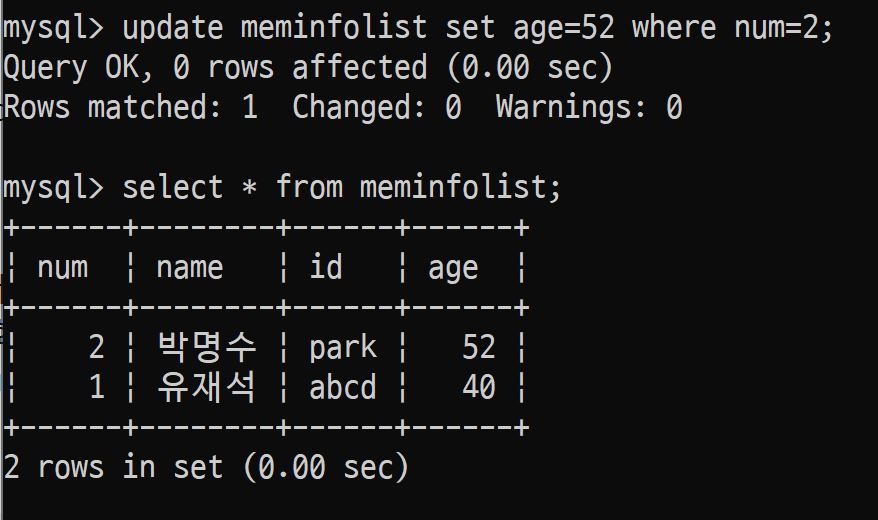 mysql> update meminfolist set age=52 where num=2;
Query OK, 0 rows affected (0.00 sec)
Rows matched: 1  Changed: 0  Warnings: 0

mysql> select * from meminfolist;
+------+--------+------+------+
¦ num  ¦ name   ¦ id   ¦ age  ¦
+------+--------+------+------+
¦    2 ¦ 박명수 ¦ park ¦   52 ¦
¦    1 ¦ 유재석 ¦ abcd ¦   40 ¦
+------+--------+------+------+
2 rows in set (0.00 sec)